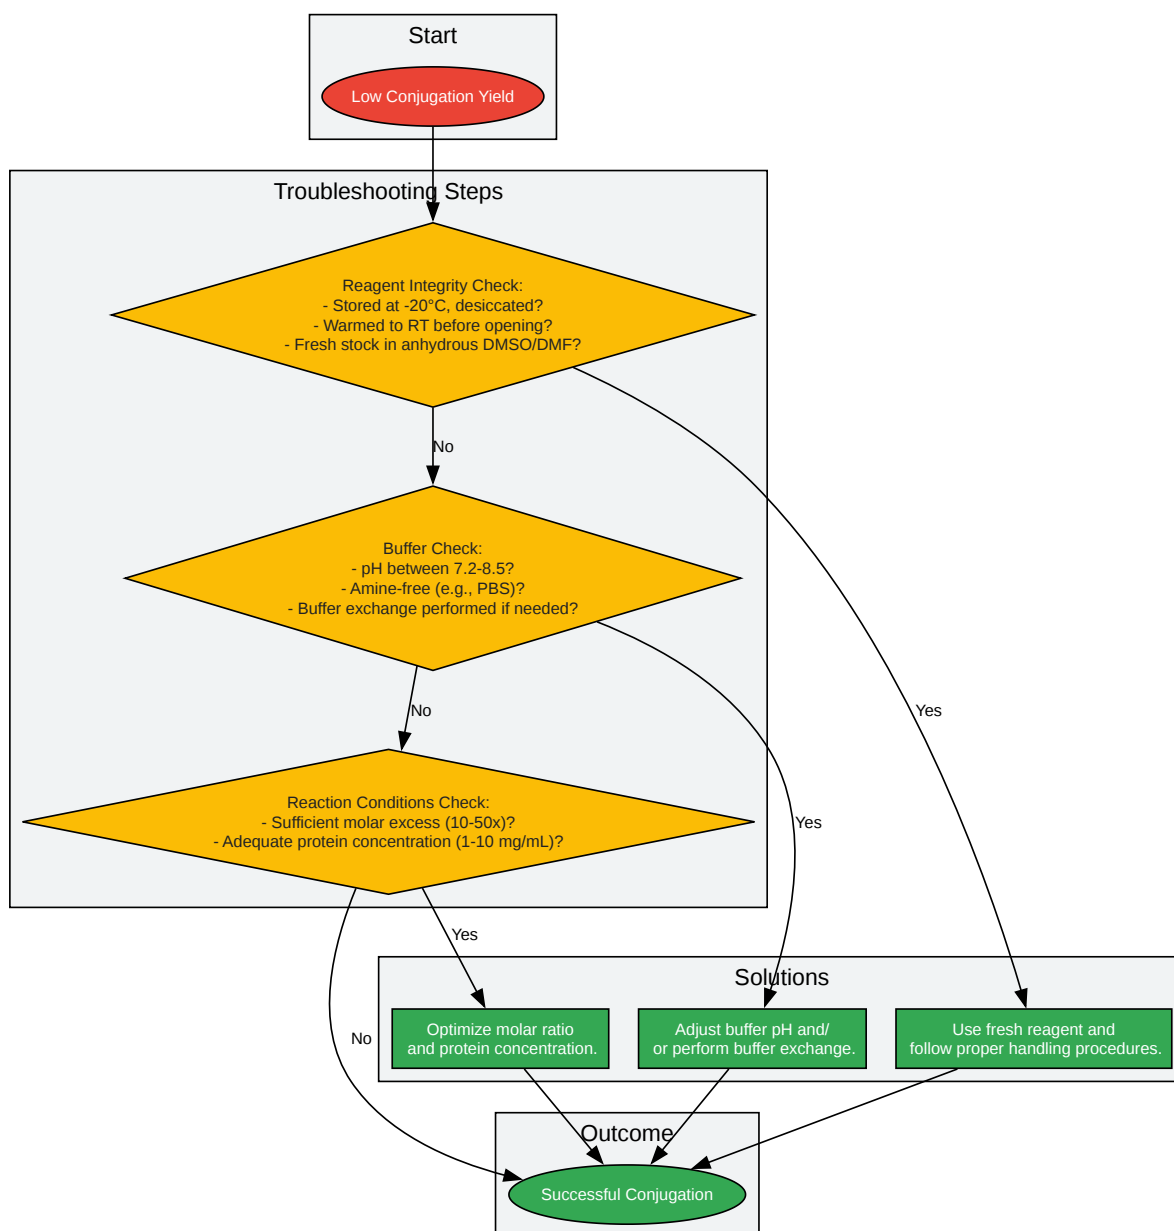 Start
Low Conjugation Yield
Troubleshooting Steps
Reagent Integrity Check:
- Stored at -20°C, desiccated?
- Warmed to RT before opening?
- Fresh stock in anhydrous DMSO/DMF?
No
Buffer Check:
- pH between 7.2-8.5?
- Amine-free (e.g., PBS)?
- Buffer exchange performed if needed?
No
Yes
Reaction Conditions Check:
- Sufficient molar excess (10-50x)?
- Adequate protein concentration (1-10 mg/mL)?
Yes
Yes
No
Solutions
Optimize molar ratio
and protein concentration.
Adjust buffer pH and/
or perform buffer exchange.
Use fresh reagent and
follow proper handling procedures.
Outcome
Successful Conjugation